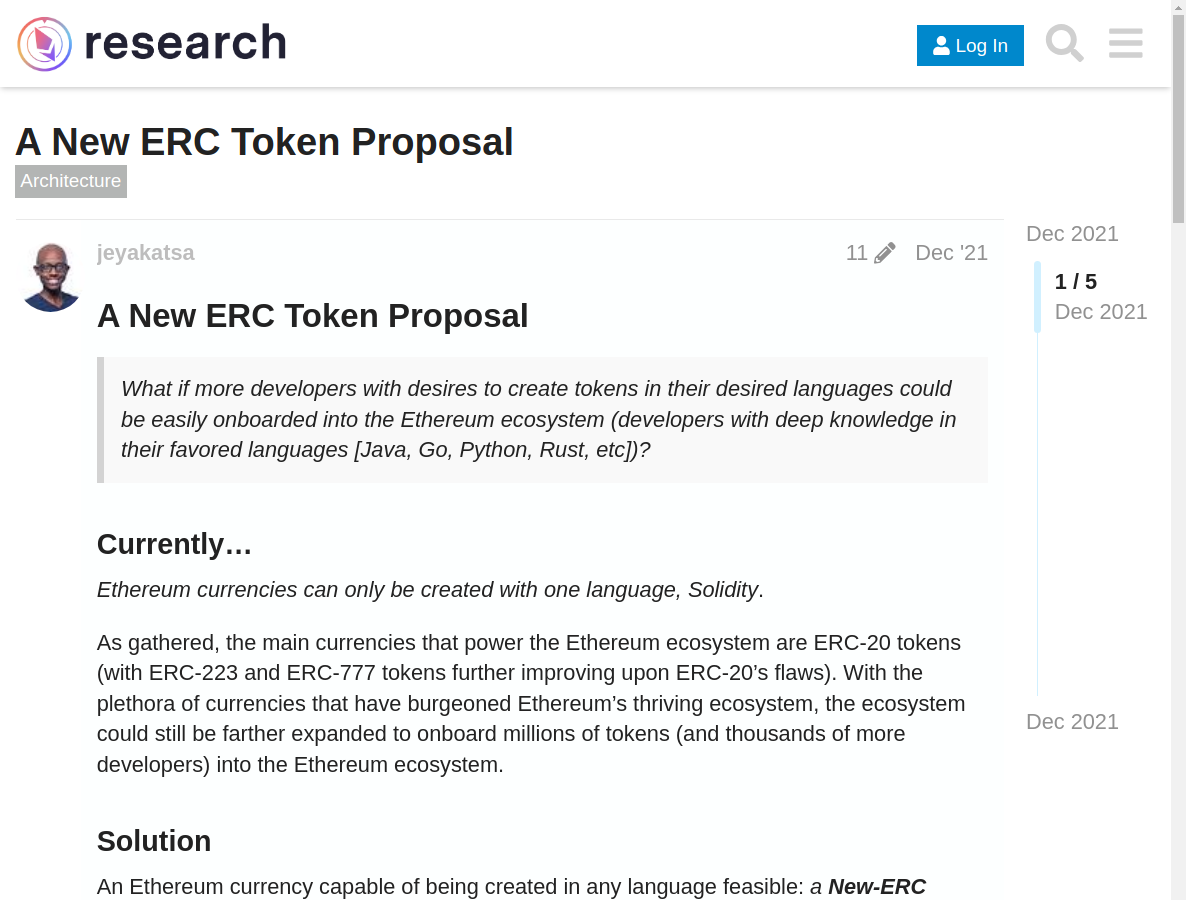 research
Log In
A New ERC Token Proposal
Architecture
jeyakatsa
11
Dec '21
Dec 2021
1 / 5
Dec 2021
A New ERC Token Proposal
What if more developers with desires to create tokens in their desired languages could
be easily onboarded into the Ethereum ecosystem (developers with deep knowledge in
their favored languages [Java, Go, Python, Rust, etc])?
Currently…
Ethereum currencies can only be created with one language, Solidity.
As gathered, the main currencies that power the Ethereum ecosystem are ERC-20 tokens
(with ERC-223 and ERC-777 tokens further improving upon ERC-20’s flaws). With the
plethora of currencies that have burgeoned Ethereum’s thriving ecosystem, the ecosystem
could still be farther expanded to onboard millions of tokens (and thousands of more
developers) into the Ethereum ecosystem.
Dec 2021
Solution
An Ethereum currency capable of being created in any language feasible: a New-ERC